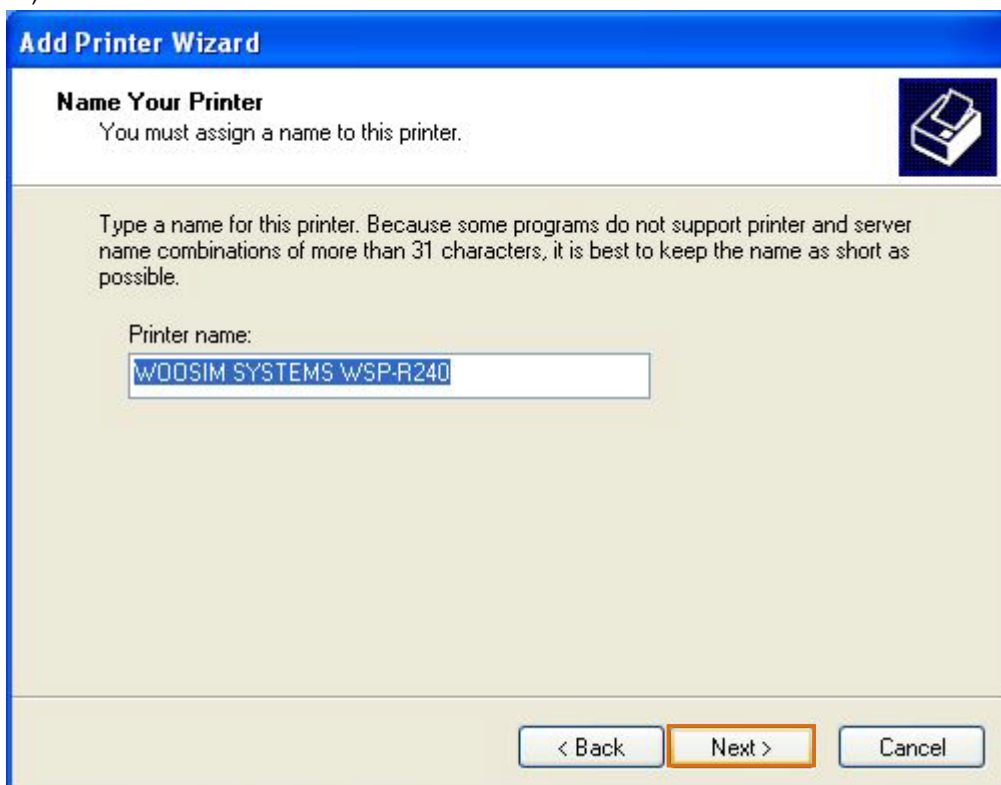 Add Printer Wizard
Name Your Printer
You must assign a name to this printer.
Type a name for this printer. Because some programs do not support printer and server
name combinations of more than 31 characters, it is best to keep the name as short as
possible.
Printer name:
WOOSIM SYSTEMS WSP-R240
< Back
Next >
Cancel